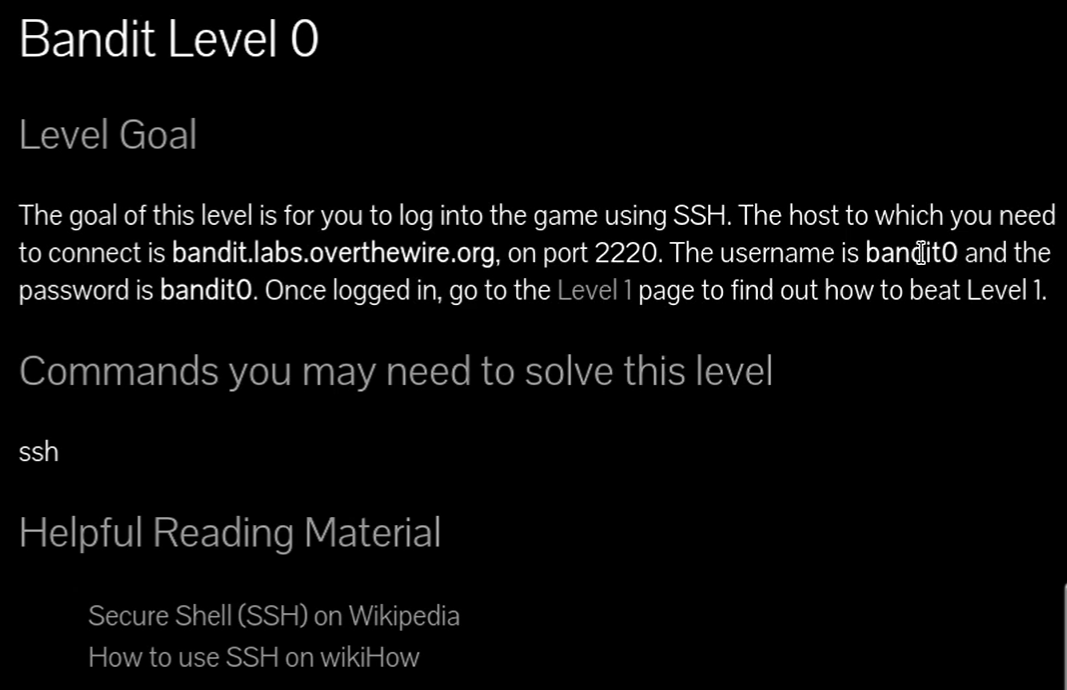 Bandit Level 0
Level Goal
The goal of this level is for you to log into the game using SSH. The host to which you need
to connect is bandit.labs.overthewire.org, on port 2220. The username is bandit0 and the
password is bandit0. Once logged in, go to the Level 1 page to find out how to beat Level 1.
Commands you may need to solve this level
ssh
Helpful Reading Material
Secure Shell (SSH) on Wikipedia
How to use SSH on wikiHow